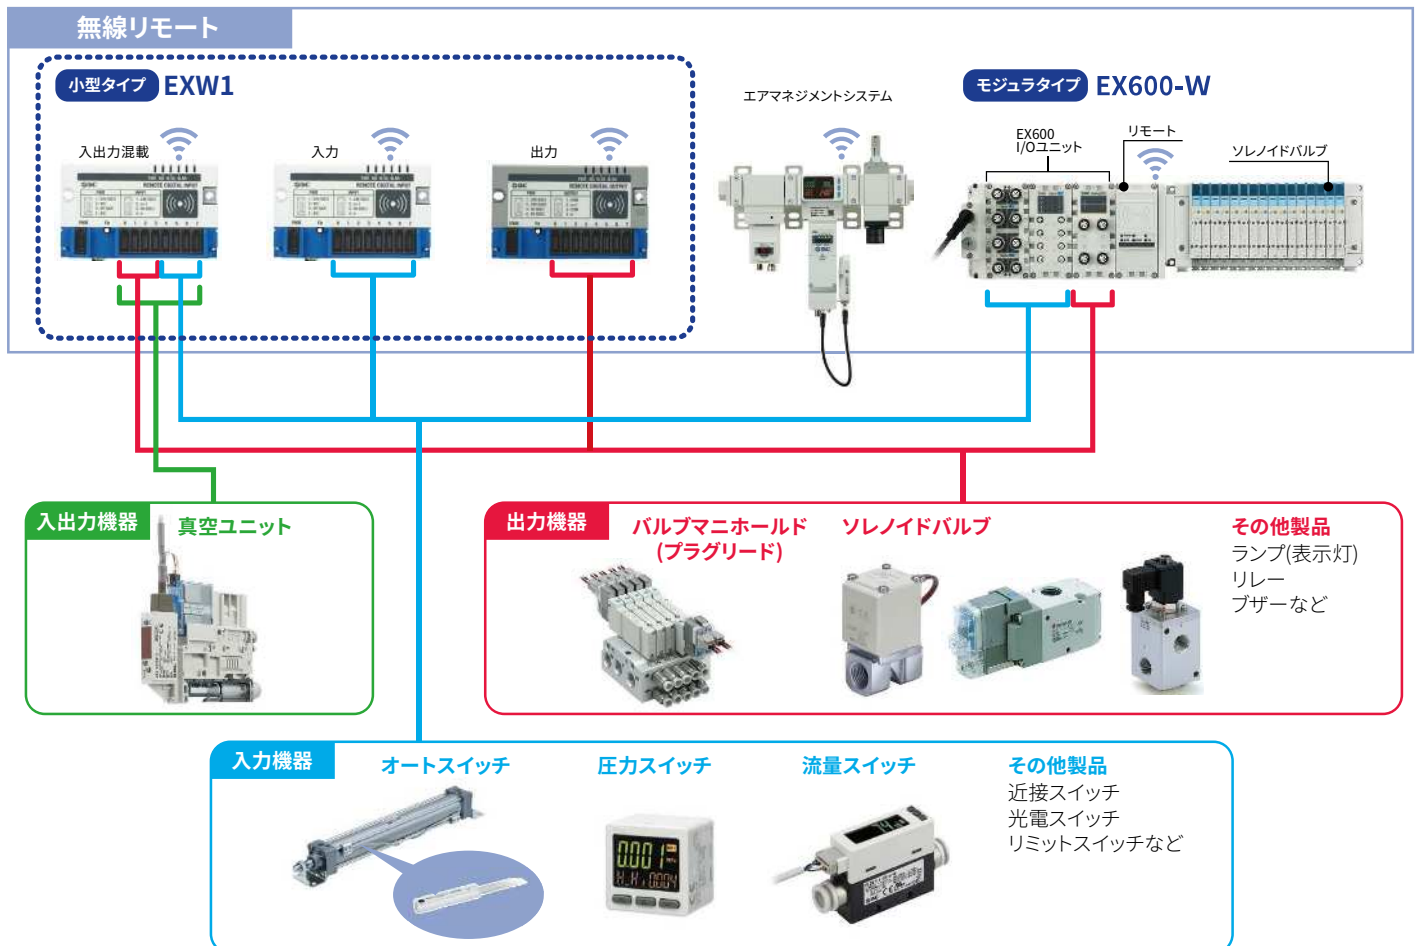 無線リモート
小型タイプ EXW1
入出力混載
入力
出力
エアマネジメントシステム
モジュラタイプ EX600-W
EX600
I/Oユニット
リモート
ソレノイドバルブ
入出力機器
真空ユニット
出力機器
バルブマニホールド
(プラグリード)
ソレノイドバルブ
その他製品
ランプ(表示灯)
リレー
ブザーなど
入力機器
オートスイッチ
圧力スイッチ
流量スイッチ
その他製品
近接スイッチ
光電スイッチ
リミットスイッチなど